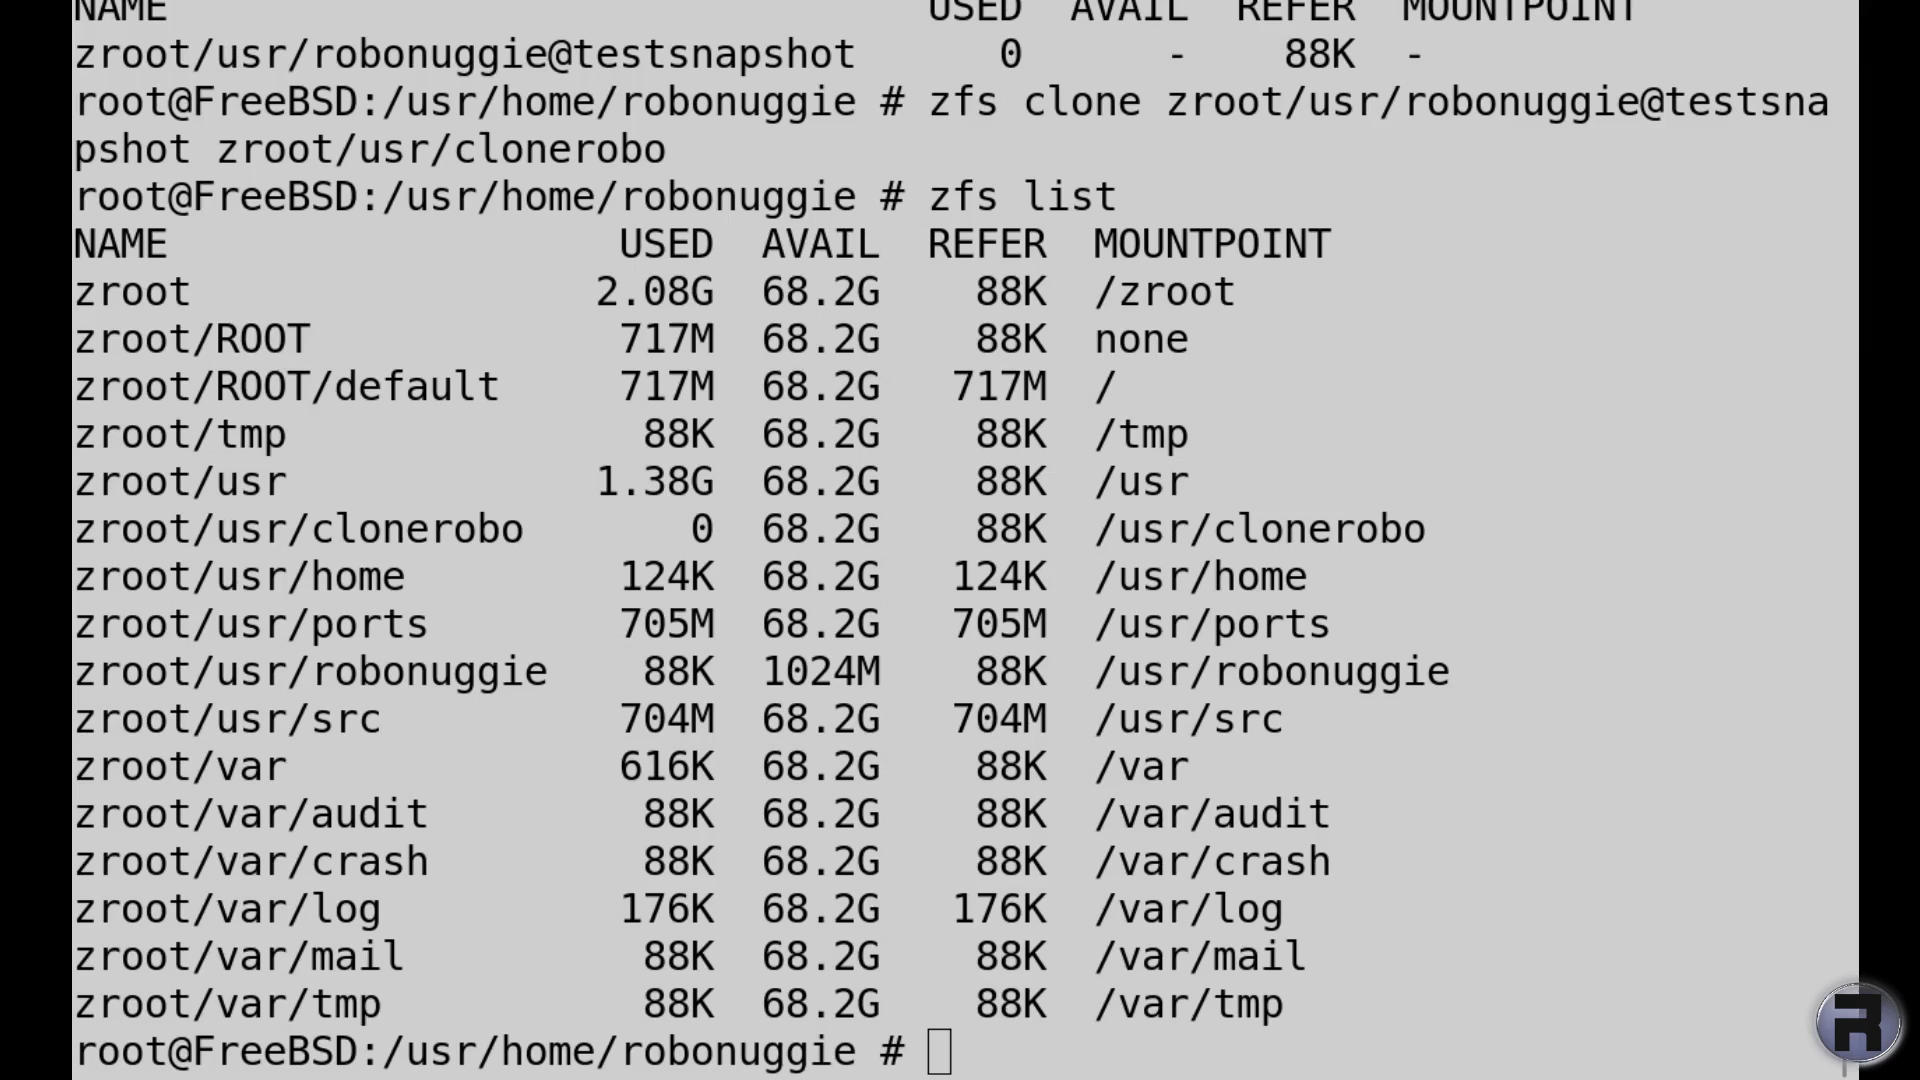 NAME USED AVAIL REFER MOUNTPOINT
zroot/usr/robonuggie@testsnapshot 0 - 88K -
root@FreeBSD:/usr/home/robonuggie # zfs clone zroot/usr/robonuggie@testsna
pshot zroot/usr/clonerobo
root@FreeBSD:/usr/home/robonuggie # zfs list
NAME USED AVAIL REFER MOUNTPOINT
zroot 2.08G 68.2G 88K /zroot
zroot/ROOT 717M 68.2G 88K none
zroot/ROOT/default 717M 68.2G 717M /
zroot/tmp 88K 68.2G 88K /tmp
zroot/usr 1.38G 68.2G 88K /usr
zroot/usr/clonerobo 0 68.2G 88K /usr/clonerobo
zroot/usr/home 124K 68.2G 124K /usr/home
zroot/usr/ports 705M 68.2G 705M /usr/ports
zroot/usr/robonuggie 88K 1024M 88K /usr/robonuggie
zroot/usr/src 704M 68.2G 704M /usr/src
zroot/var 616K 68.2G 88K /var
zroot/var/audit 88K 68.2G 88K /var/audit
zroot/var/crash 88K 68.2G 88K /var/crash
zroot/var/log 176K 68.2G 176K /var/log
zroot/var/mail 88K 68.2G 88K /var/mail
zroot/var/tmp 88K 68.2G 88K /var/tmp
root@FreeBSD:/usr/home/robonuggie #
R